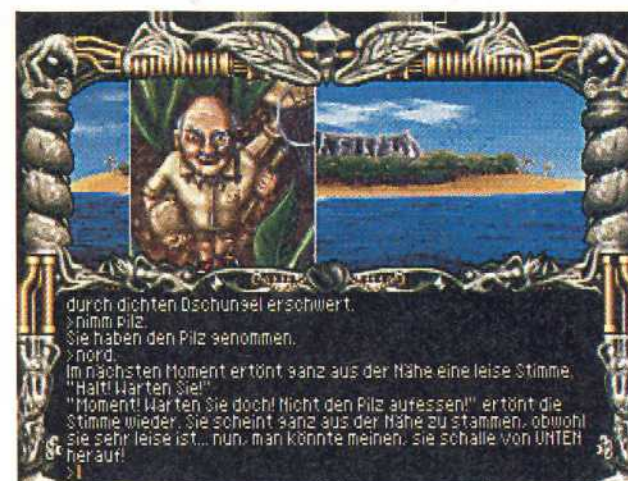 durch dichten Dschungel erschwert.
>nimm pilz.
Sie haben den Pilz genommen.
>nord.
Im nächsten Moment ertönt ganz aus der Nähe eine leise Stimme.
"Halt! Warten Sie!"
"Moment! Warten Sie doch! Nicht den Pilz aufessen!" ertönt die
Stimme wieder. Sie scheint ganz aus der Nähe zu stammen, obwohl
sie sehr leise ist... nun, man könnte meinen, sie schalle von UNTEN
herauf!
>